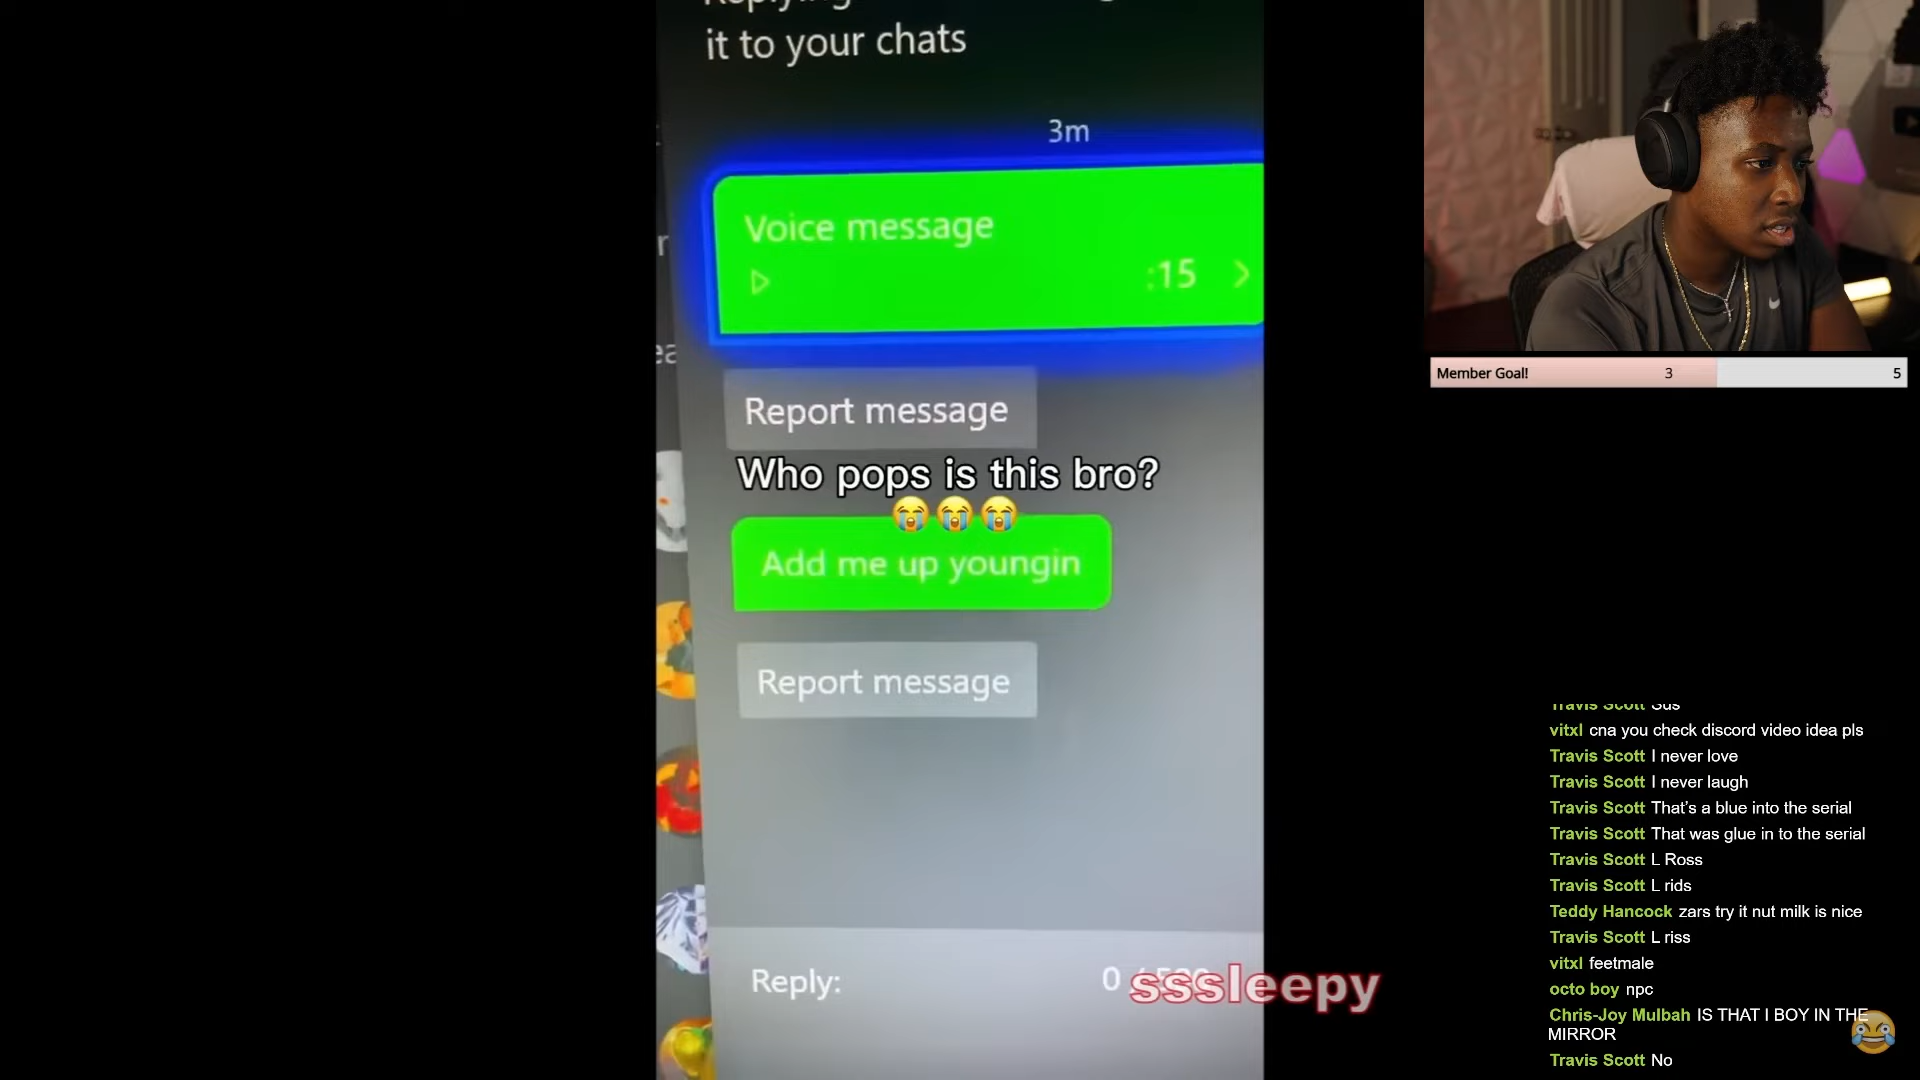 it to your chats
3m
Voice message
:15
Report message
Who pops is this bro?
😭😭😭
Add me up youngin
Report message
Reply:
0
sssleepy
Member Goal!
3
5
Travis Scott Sus
vitxl cna you check discord video idea pls
Travis Scott I never love
Travis Scott I never laugh
Travis Scott That's a blue into the serial
Travis Scott That was glue in to the serial
Travis Scott L Ross
Travis Scott L rids
Teddy Hancock zars try it nut milk is nice
Travis Scott L riss
vitxl feetmale
octo boy npc
Chris-Joy Mulbah IS THAT I BOY IN THE
MIRROR
Travis Scott No